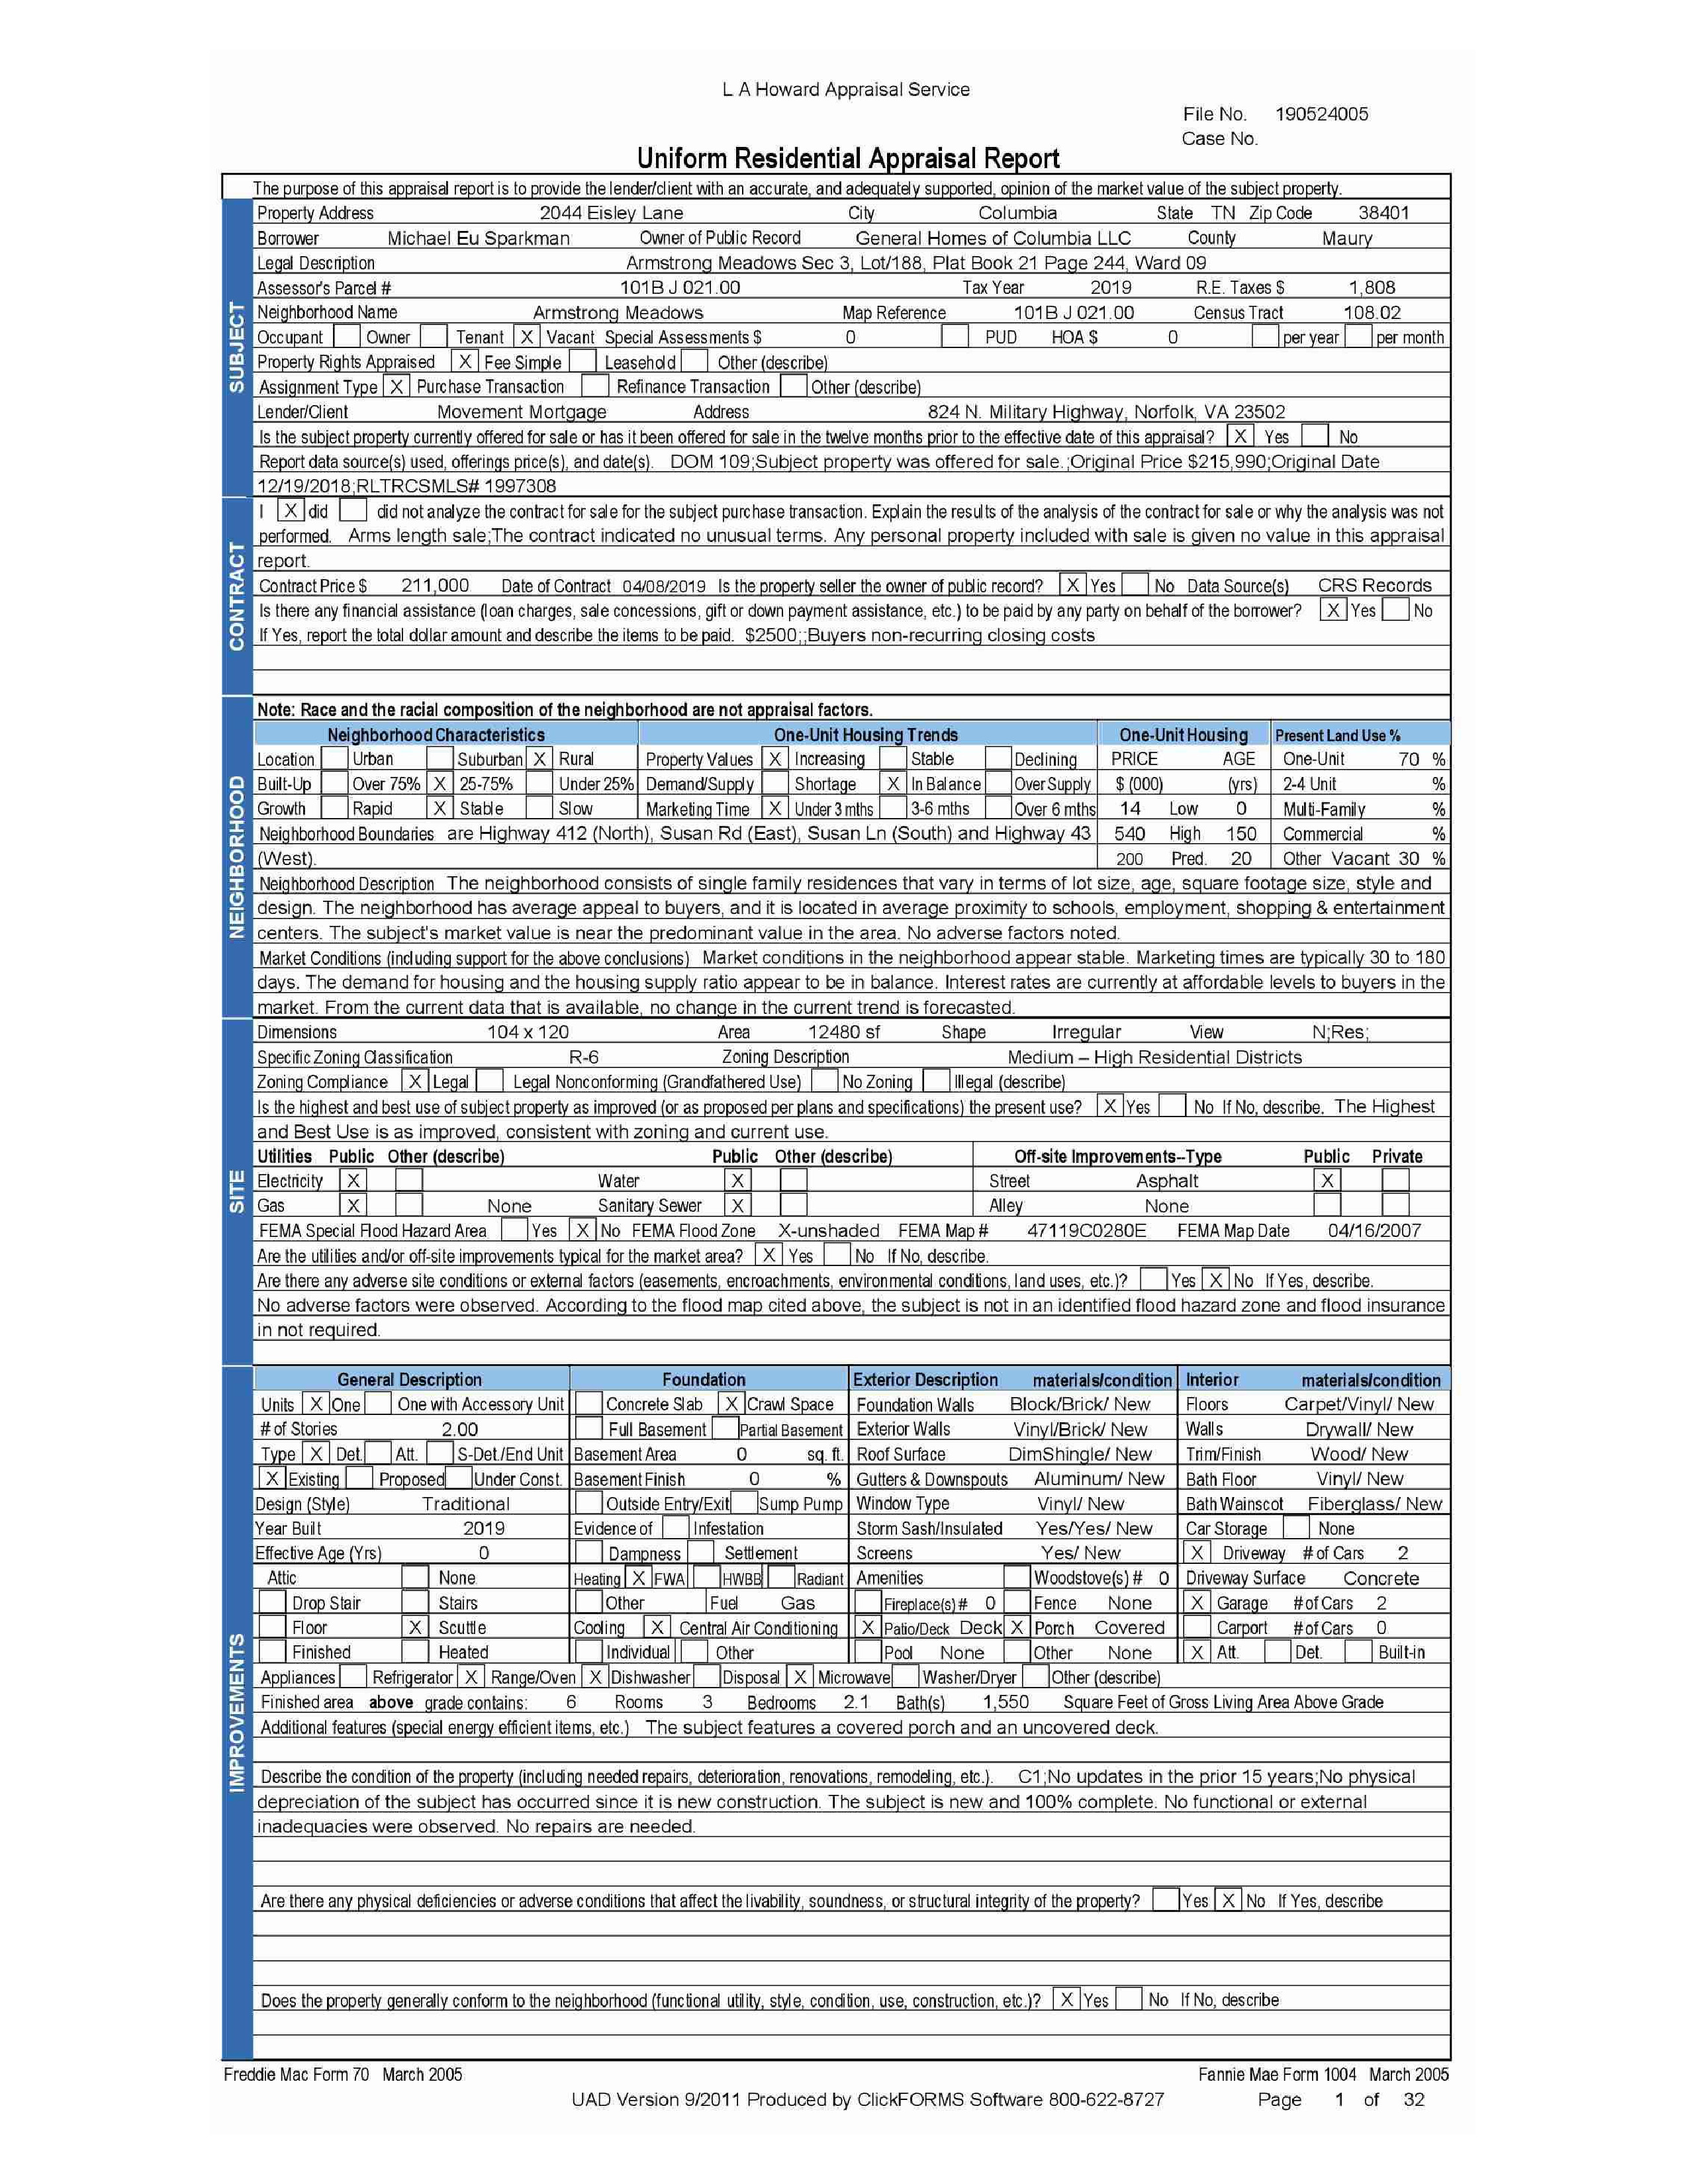 L A Howard Appraisal Service
File No. 190524005
Case No.
Uniform Residential Appraisal Report
The purpose of this appraisal report is to provide the lender/client with an accurate, and adequately supported, opinion of the market value of the subject property.
SUBJECT
Property Address 2044 Eisley Lane City Columbia State TN Zip Code 38401
Borrower Michael Eu Sparkman Owner of Public Record General Homes of Columbia LLC County Maury
Legal Description Armstrong Meadows Sec 3, Lot/188, Plat Book 21 Page 244, Ward 09
Assessor's Parcel # 101B J 021.00 Tax Year 2019 R.E. Taxes $ 1,808
Neighborhood Name Armstrong Meadows Map Reference 101B J 021.00 Census Tract 108.02
Occupant Owner Tenant X Vacant Special Assessments $ 0 PUD HOA $ 0 per year per month
Property Rights Appraised X Fee Simple Leasehold Other (describe)
Assignment Type X Purchase Transaction Refinance Transaction Other (describe)
Lender/Client Movement Mortgage Address 824 N. Military Highway, Norfolk, VA 23502
Is the subject property currently offered for sale or has it been offered for sale in the twelve months prior to the effective date of this appraisal? X Yes No
Report data source(s) used, offerings price(s), and date(s). DOM 109;Subject property was offered for sale.;Original Price $215,990;Original Date
12/19/2018;RLTRCSMLS# 1997308
CONTRACT
I X did did not analyze the contract for sale for the subject purchase transaction. Explain the results of the analysis of the contract for sale or why the analysis was not
performed. Arms length sale;The contract indicated no unusual terms. Any personal property included with sale is given no value in this appraisal
report.
Contract Price $ 211,000 Date of Contract 04/08/2019 Is the property seller the owner of public record? X Yes No Data Source(s) CRS Records
Is there any financial assistance (loan charges, sale concessions, gift or down payment assistance, etc.) to be paid by any party on behalf of the borrower? X Yes No
If Yes, report the total dollar amount and describe the items to be paid. $2500;;Buyers non-recurring closing costs
NEIGHBORHOOD
Note: Race and the racial composition of the neighborhood are not appraisal factors.
Neighborhood Characteristics One-Unit Housing Trends One-Unit Housing Present Land Use %
Location Urban Suburban X Rural Property Values X Increasing Stable Declining PRICE AGE One-Unit 70 %
Built-Up Over 75% X 25-75% Under 25% Demand/Supply Shortage X In Balance Over Supply $ (000) (yrs) 2-4 Unit %
Growth Rapid X Stable Slow Marketing Time X Under 3 mths 3-6 mths Over 6 mths 14 Low 0 Multi-Family %
Neighborhood Boundaries are Highway 412 (North), Susan Rd (East), Susan Ln (South) and Highway 43 540 High 150 Commercial %
(West). 200 Pred. 20 Other Vacant 30 %
Neighborhood Description The neighborhood consists of single family residences that vary in terms of lot size, age, square footage size, style and
design. The neighborhood has average appeal to buyers, and it is located in average proximity to schools, employment, shopping & entertainment
centers. The subject's market value is near the predominant value in the area. No adverse factors noted.
Market Conditions (including support for the above conclusions) Market conditions in the neighborhood appear stable. Marketing times are typically 30 to 180
days. The demand for housing and the housing supply ratio appear to be in balance. Interest rates are currently at affordable levels to buyers in the
market. From the current data that is available, no change in the current trend is forecasted.
SITE
Dimensions 104 x 120 Area 12480 sf Shape Irregular View N;Res;
Specific Zoning Classification R-6 Zoning Description Medium – High Residential Districts
Zoning Compliance X Legal Legal Nonconforming (Grandfathered Use) No Zoning Illegal (describe)
Is the highest and best use of subject property as improved (or as proposed per plans and specifications) the present use? X Yes No If No, describe. The Highest
and Best Use is as improved, consistent with zoning and current use.
Utilities Public Other (describe) Public Other (describe) Off-site Improvements--Type Public Private
Electricity X Water X Street Asphalt X
Gas X None Sanitary Sewer X Alley None
FEMA Special Flood Hazard Area Yes X No FEMA Flood Zone X-unshaded FEMA Map # 47119C0280E FEMA Map Date 04/16/2007
Are the utilities and/or off-site improvements typical for the market area? X Yes No If No, describe.
Are there any adverse site conditions or external factors (easements, encroachments, environmental conditions, land uses, etc.)? Yes X No If Yes, describe.
No adverse factors were observed. According to the flood map cited above, the subject is not in an identified flood hazard zone and flood insurance
in not required.
IMPROVEMENTS
General Description Foundation Exterior Description materials/condition Interior materials/condition
Units X One One with Accessory Unit Concrete Slab X Crawl Space Foundation Walls Block/Brick/ New Floors Carpet/Vinyl/ New
# of Stories 2.00 Full Basement Partial Basement Exterior Walls Vinyl/Brick/ New Walls Drywall/ New
Type X Det. Att. S-Det./End Unit Basement Area 0 sq. ft. Roof Surface DimShingle/ New Trim/Finish Wood/ New
X Existing Proposed Under Const. Basement Finish 0 % Gutters & Downspouts Aluminum/ New Bath Floor Vinyl/ New
Design (Style) Traditional Outside Entry/Exit Sump Pump Window Type Vinyl/ New Bath Wainscot Fiberglass/ New
Year Built 2019 Evidence of Infestation Storm Sash/Insulated Yes/Yes/ New Car Storage None
Effective Age (Yrs) 0 Dampness Settlement Screens Yes/ New X Driveway # of Cars 2
Attic None Heating X FWA HWBB Radiant Amenities Woodstove(s) # 0 Driveway Surface Concrete
Drop Stair Stairs Other Fuel Gas Fireplace(s) # 0 Fence None X Garage # of Cars 2
Floor X Scuttle Cooling X Central Air Conditioning X Patio/Deck Deck X Porch Covered Carport # of Cars 0
Finished Heated Individual Other Pool None Other None X Att. Det. Built-in
Appliances Refrigerator X Range/Oven X Dishwasher Disposal X Microwave Washer/Dryer Other (describe)
Finished area above grade contains: 6 Rooms 3 Bedrooms 2.1 Bath(s) 1,550 Square Feet of Gross Living Area Above Grade
Additional features (special energy efficient items, etc.) The subject features a covered porch and an uncovered deck.
Describe the condition of the property (including needed repairs, deterioration, renovations, remodeling, etc.). C1;No updates in the prior 15 years;No physical
depreciation of the subject has occurred since it is new construction. The subject is new and 100% complete. No functional or external
inadequacies were observed. No repairs are needed.
Are there any physical deficiencies or adverse conditions that affect the livability, soundness, or structural integrity of the property? Yes X No If Yes, describe
Does the property generally conform to the neighborhood (functional utility, style, condition, use, construction, etc.)? X Yes No If No, describe
Freddie Mac Form 70 March 2005 Fannie Mae Form 1004 March 2005
UAD Version 9/2011 Produced by ClickFORMS Software 800-622-8727 Page 1 of 32